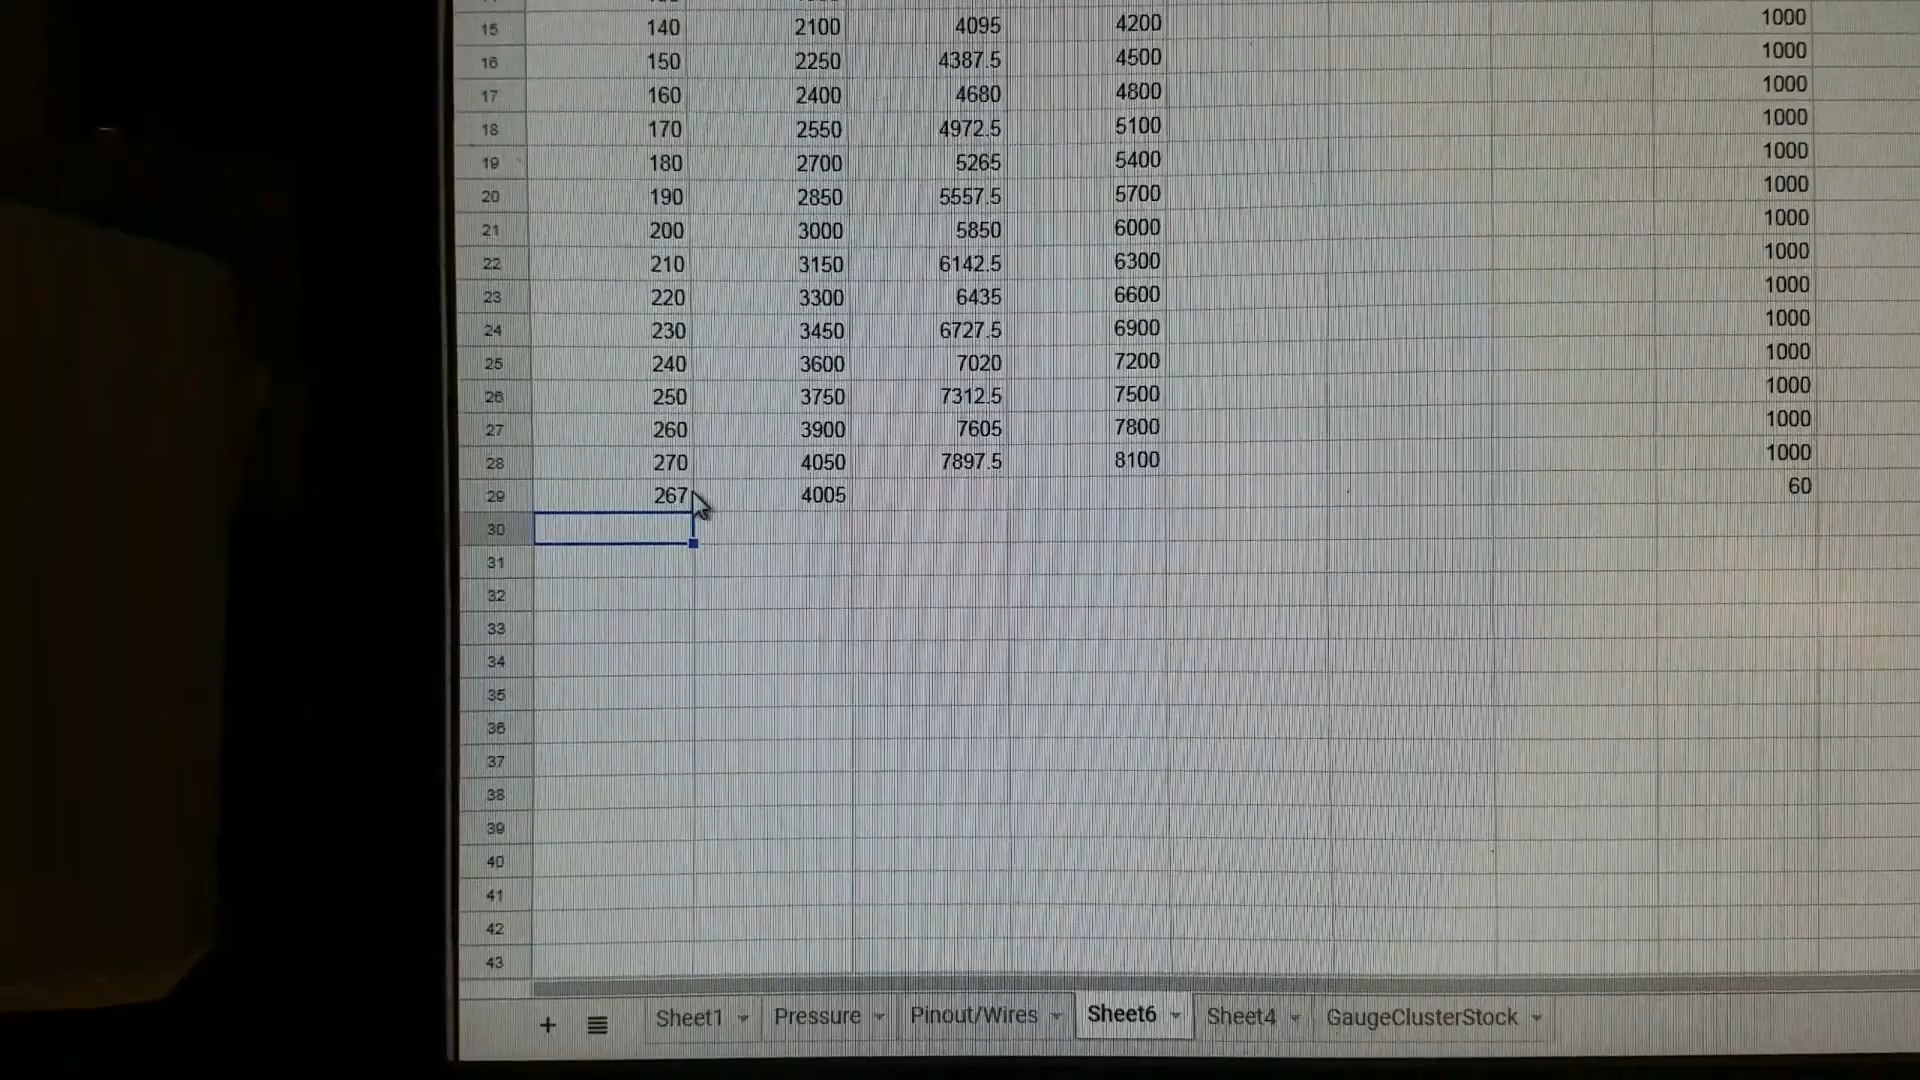 15 140 2100 4095 4200 1000
16 150 2250 4387.5 4500 1000
17 160 2400 4680 4800 1000
18 170 2550 4972.5 5100 1000
19 180 2700 5265 5400 1000
20 190 2850 5557.5 5700 1000
21 200 3000 5850 6000 1000
22 210 3150 6142.5 6300 1000
23 220 3300 6435 6600 1000
24 230 3450 6727.5 6900 1000
25 240 3600 7020 7200 1000
26 250 3750 7312.5 7500 1000
27 260 3900 7605 7800 1000
28 270 4050 7897.5 8100 1000
29 267 4005 60
30
31
32
33
34
35
36
37
38
39
40
41
42
43
+ Sheet1 Pressure Pinout/Wires Sheet6 Sheet4 GaugeClusterStock